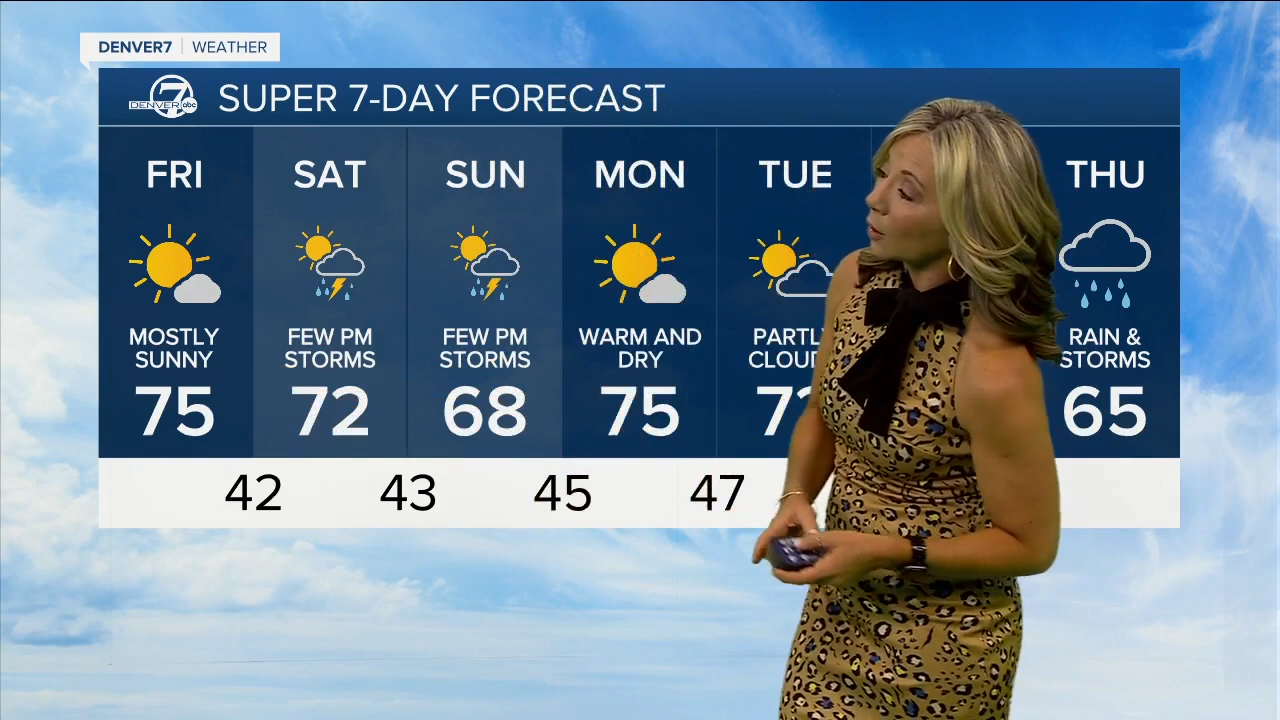 DENVER7 | WEATHER
DENVER 7 abc
SUPER 7-DAY FORECAST
FRI SAT SUN MON TUE THU
MOSTLY SUNNY
FEW PM STORMS
FEW PM STORMS
WARM AND DRY
RAIN & STORMS
75 72 68 75 65
42 43 45 47